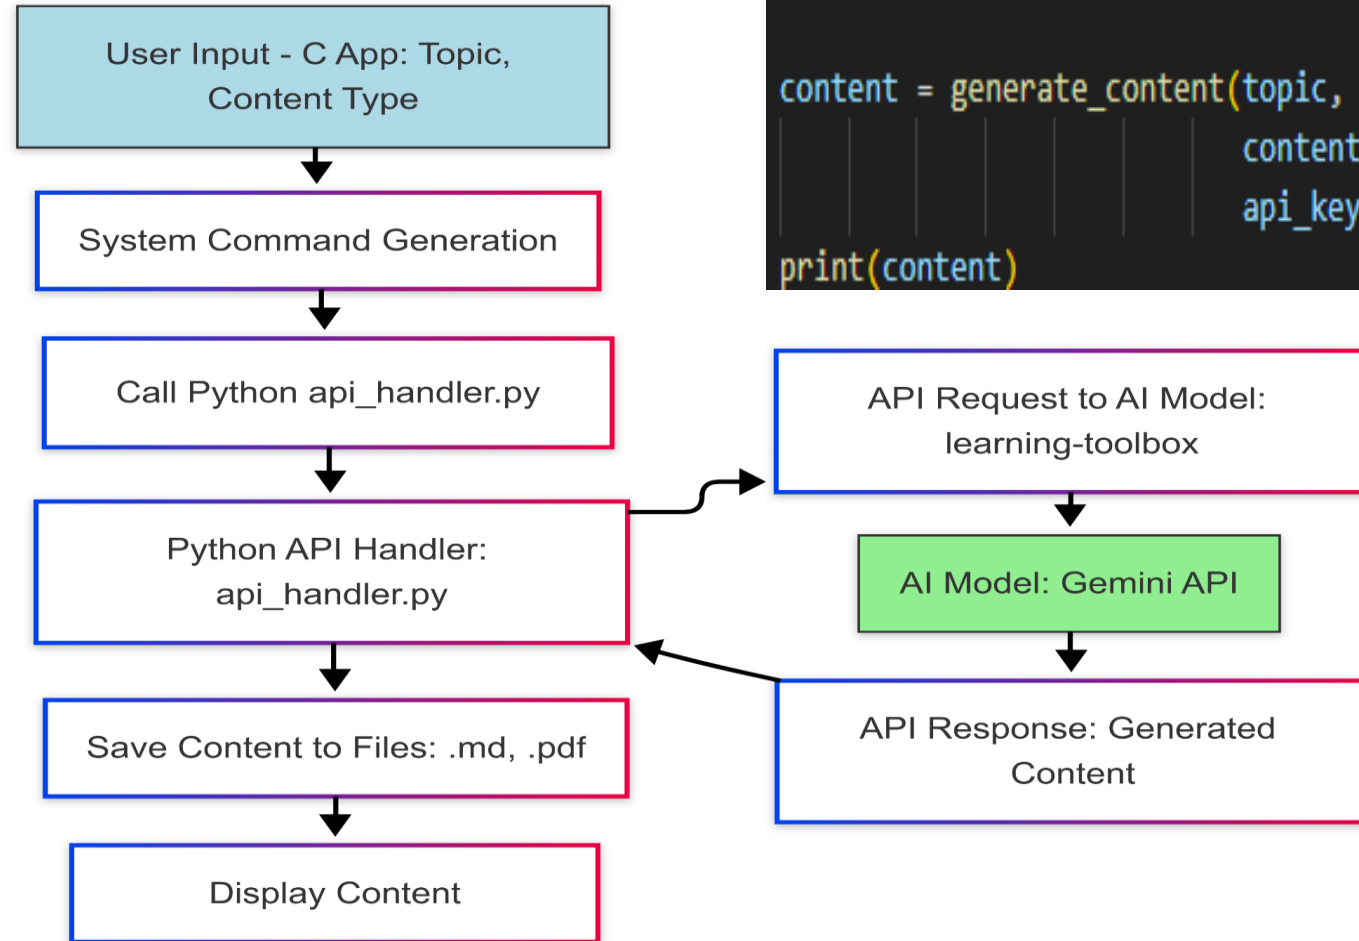 User Input - C App: Topic,
Content Type
System Command Generation
Call Python api_handler.py
Python API Handler:
api_handler.py
Save Content to Files: .md, .pdf
Display Content
content = generate_content(topic,
content
api_key
print(content)
API Request to AI Model:
learning-toolbox
AI Model: Gemini API
API Response: Generated
Content